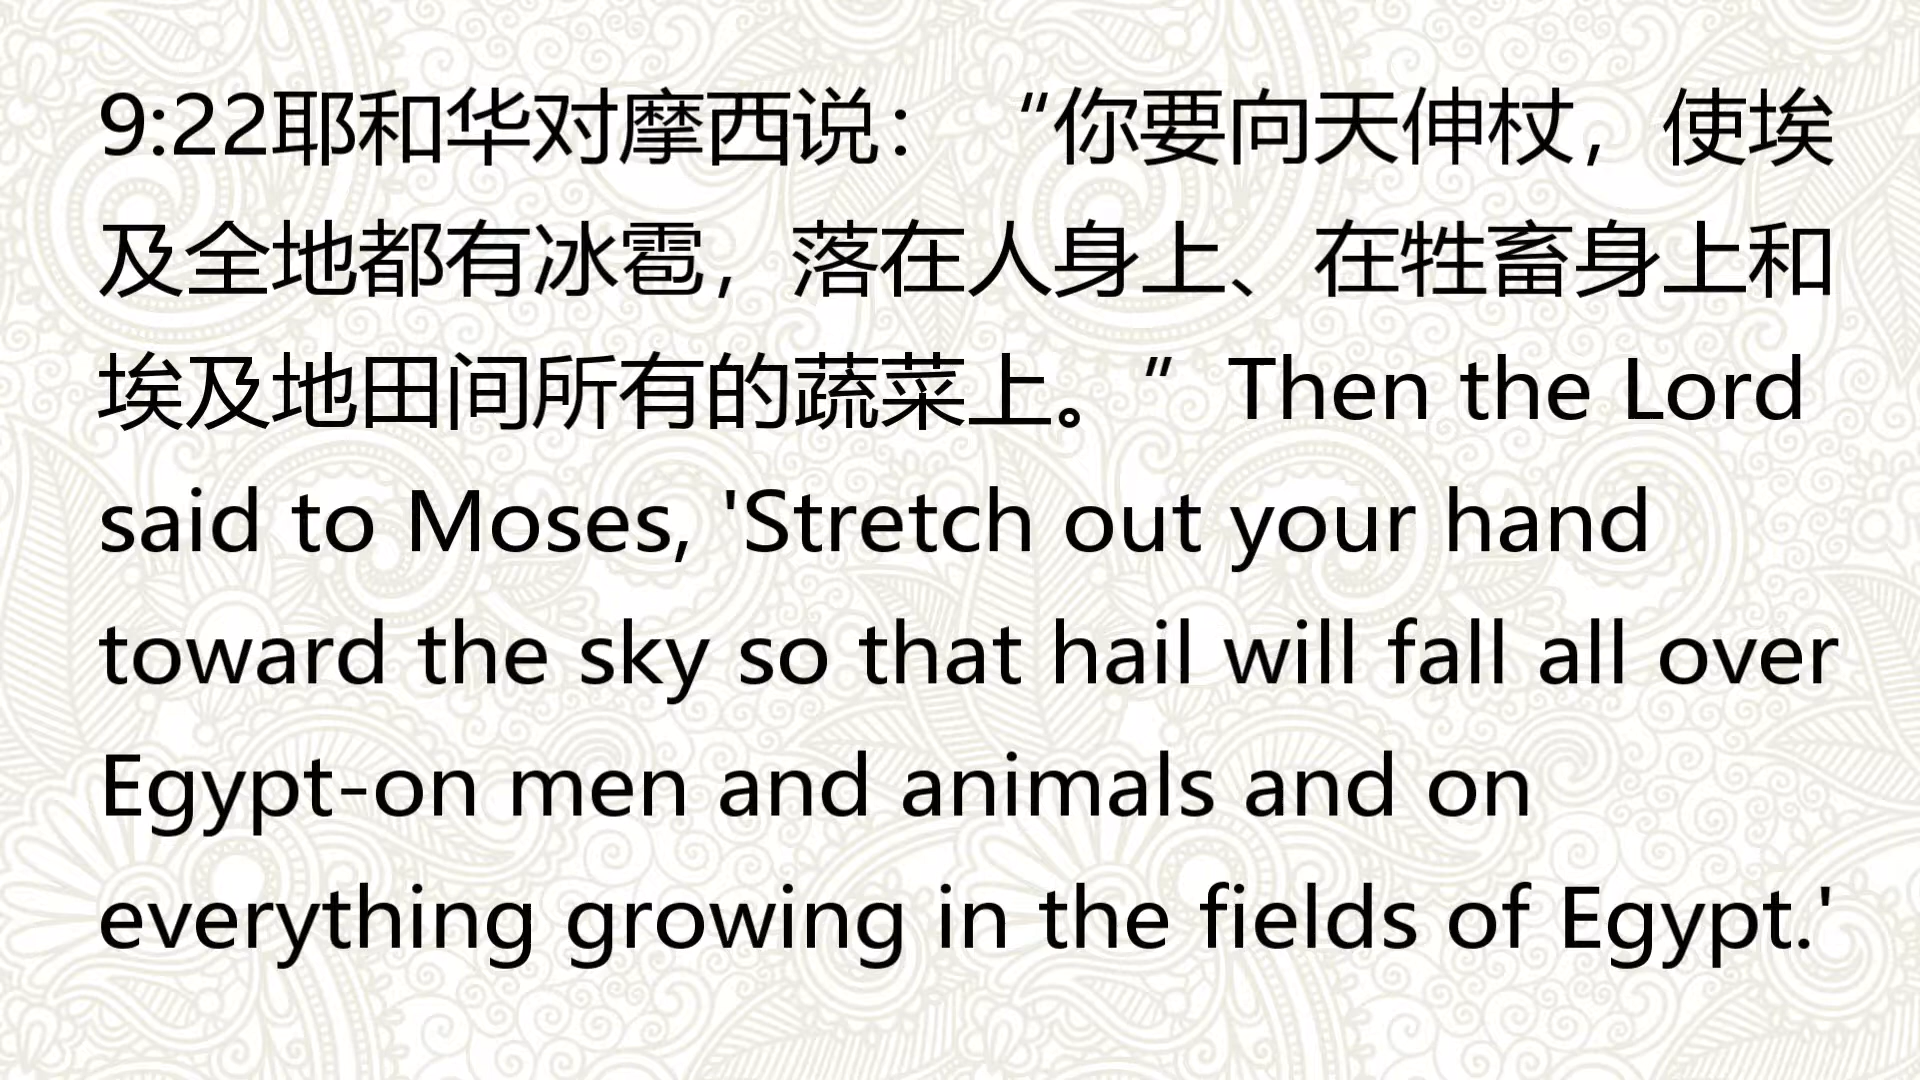 9:22耶和华对摩西说：“你要向天伸杖，使埃
及全地都有冰雹，落在人身上、在牲畜身上和
埃及地田间所有的蔬菜上。” Then the Lord
said to Moses, 'Stretch out your hand
toward the sky so that hail will fall all over
Egypt-on men and animals and on
everything growing in the fields of Egypt.'